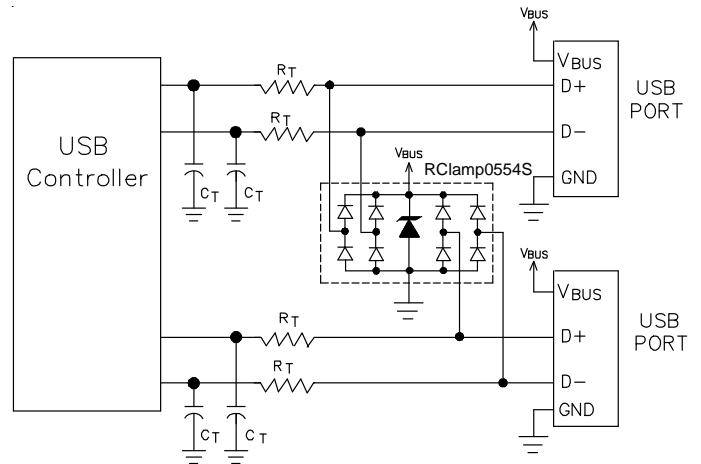 VBUS
RT
VBUS
D+
USB
PORT
RT
D−
USB
Controller
VBUS
RClamp0554S
CT
CT
GND
VBUS
VBUS
RT
D+
USB
PORT
RT
D−
GND
CT
CT